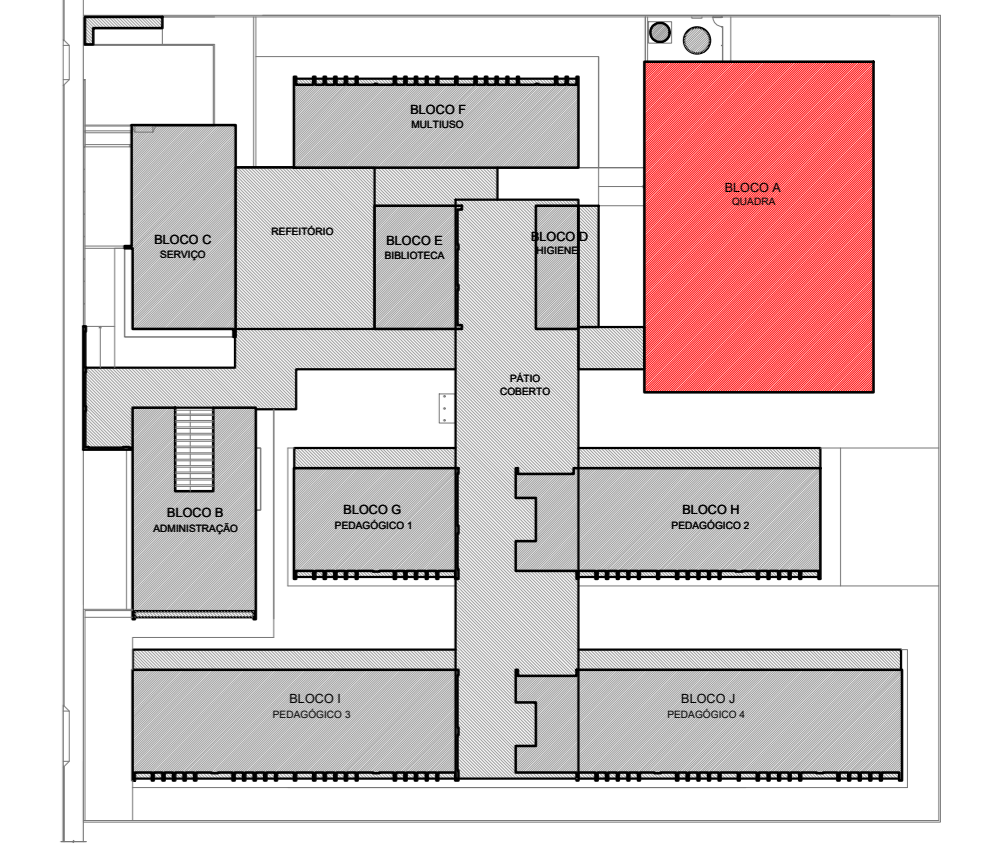 BLOCO F
MULTIUSO
BLOCO A
QUADRA
BLOCO C
SERVIÇO
REFEITÓRIO
BLOCO E
BIBLIOTECA
BLOCO D
HIGIENE
PÁTIO
COBERTO
BLOCO B
ADMINISTRAÇÃO
BLOCO G
PEDAGÓGICO 1
BLOCO H
PEDAGÓGICO 2
BLOCO I
PEDAGÓGICO 3
BLOCO J
PEDAGÓGICO 4